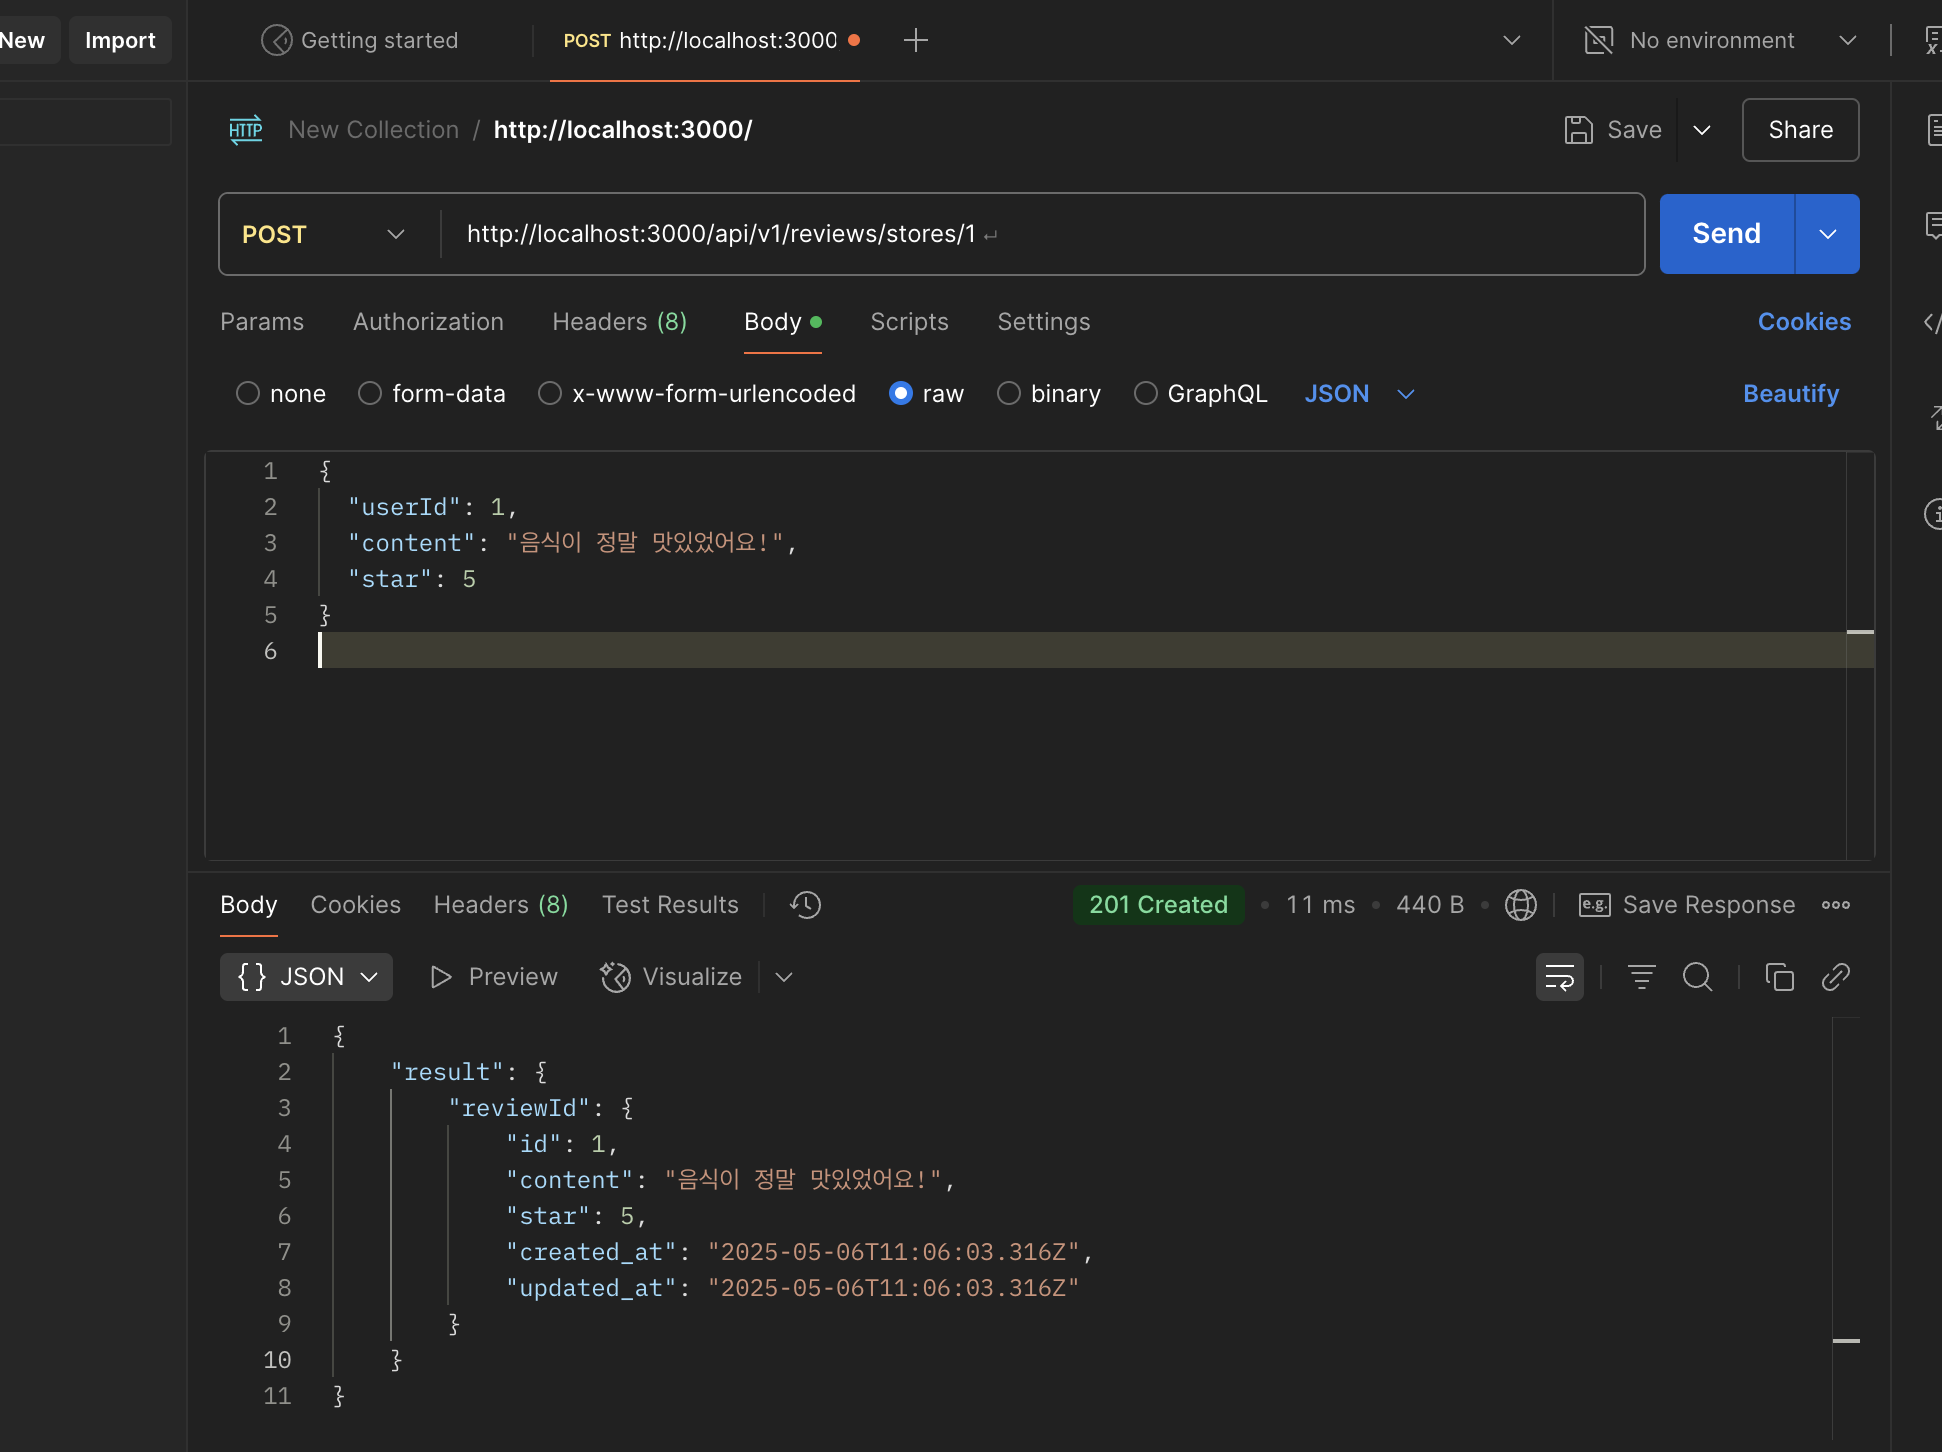 New
Import
Getting started
POST http://localhost:3000
No environment
HTTP
New Collection / http://localhost:3000/
Save
Share
POST
http://localhost:3000/api/v1/reviews/stores/1
Send
Params
Authorization
Headers (8)
Body
Scripts
Settings
Cookies
none
form-data
x-www-form-urlencoded
raw
binary
GraphQL
JSON
Beautify
1 {
2 "userId": 1,
3 "content": "음식이 정말 맛있었어요!",
4 "star": 5
5 }
6
Body
Cookies
Headers (8)
Test Results
201 Created
11 ms
440 B
e.g.
Save Response
{} JSON
Preview
Visualize
1 {
2 "result": {
3 "reviewId": {
4 "id": 1,
5 "content": "음식이 정말 맛있었어요!",
6 "star": 5,
7 "created_at": "2025-05-06T11:06:03.316Z",
8 "updated_at": "2025-05-06T11:06:03.316Z"
9 }
10 }
11 }